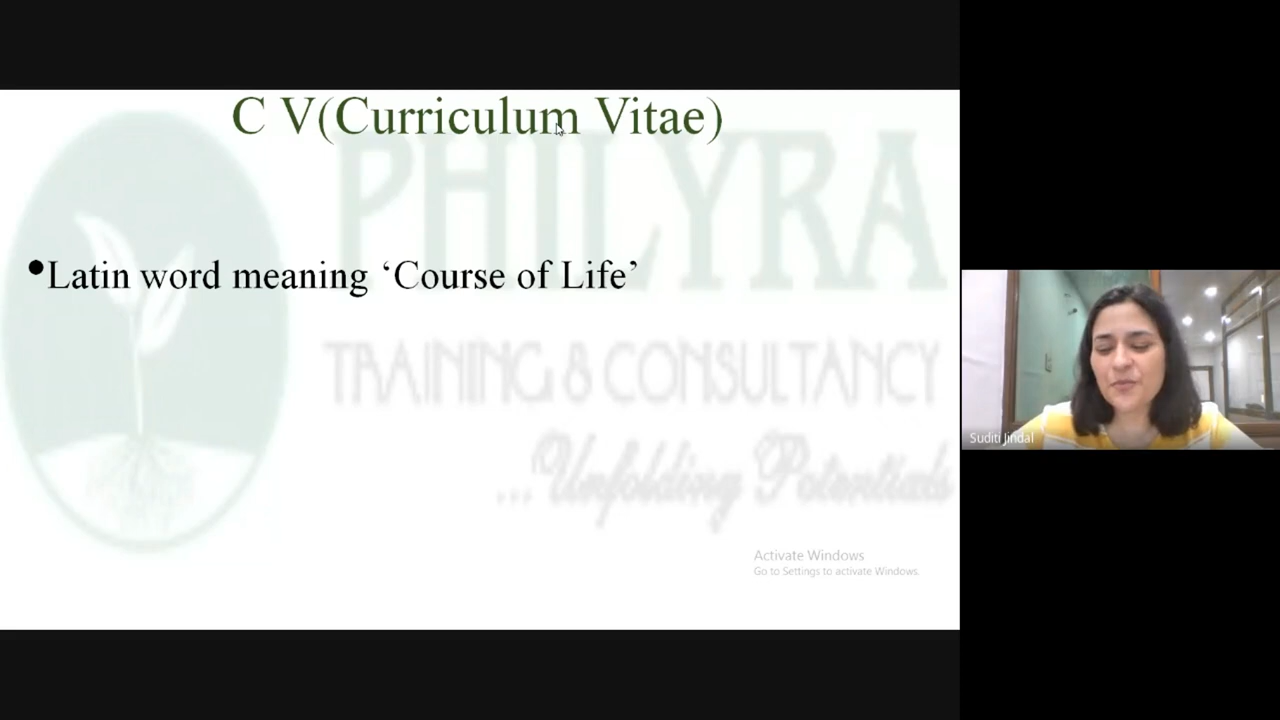 C V(Curriculum Vitae)
PHILYRA
•Latin word meaning ‘Course of Life’
TRAINING & CONSULTANCY
... Unfolding Potentials
Activate Windows
Go to Settings to activate Windows.
Suditi Jindal